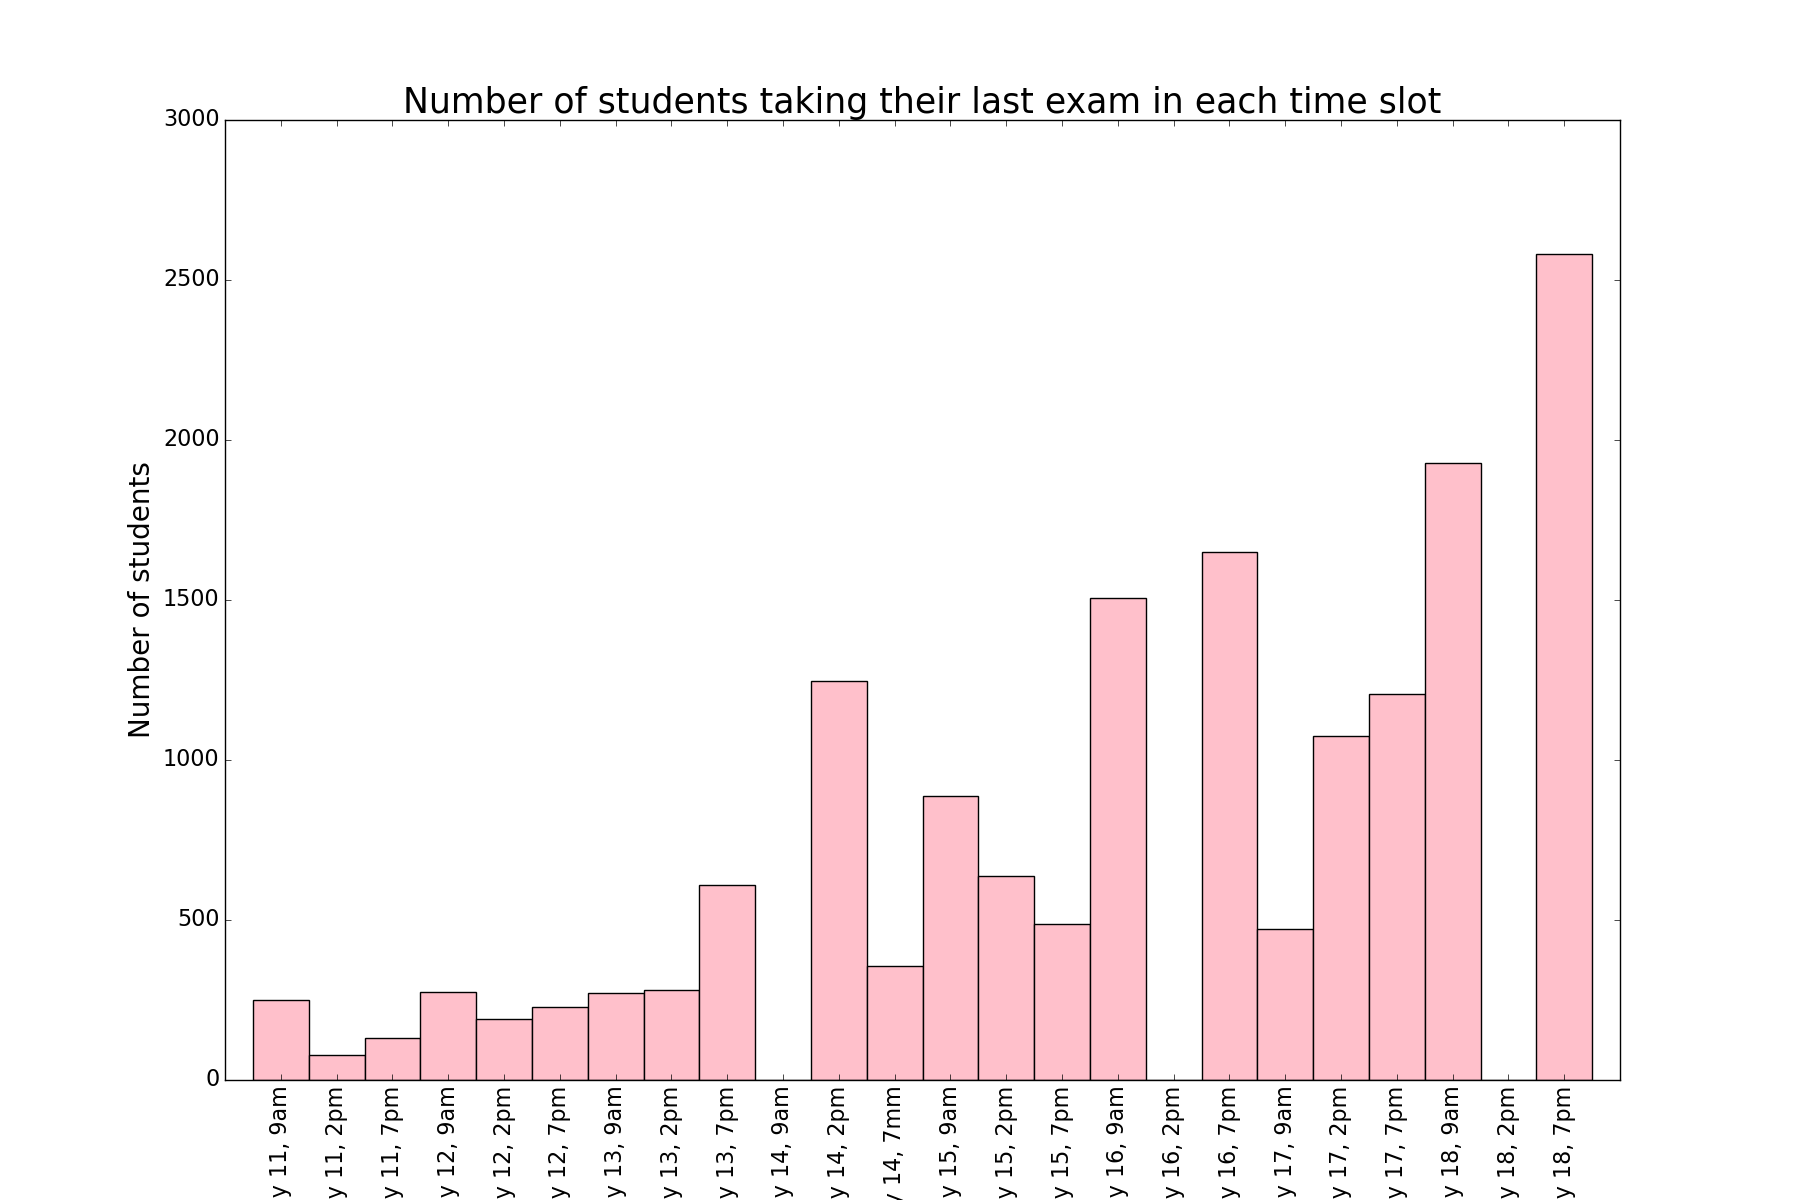 Number of students taking their last exam in each time slot
Number of students
3000
2500
2000
1500
1000
500
0
y 11, 9am
y 11, 2pm
y 11, 7pm
y 12, 9am
y 12, 2pm
y 12, 7pm
y 13, 9am
y 13, 2pm
y 13, 7pm
y 14, 9am
y 14, 2pm
y 14, 7mm
y 15, 9am
y 15, 2pm
y 15, 7pm
y 16, 9am
y 16, 2pm
y 16, 7pm
y 17, 9am
y 17, 2pm
y 17, 7pm
y 18, 9am
y 18, 2pm
y 18, 7pm